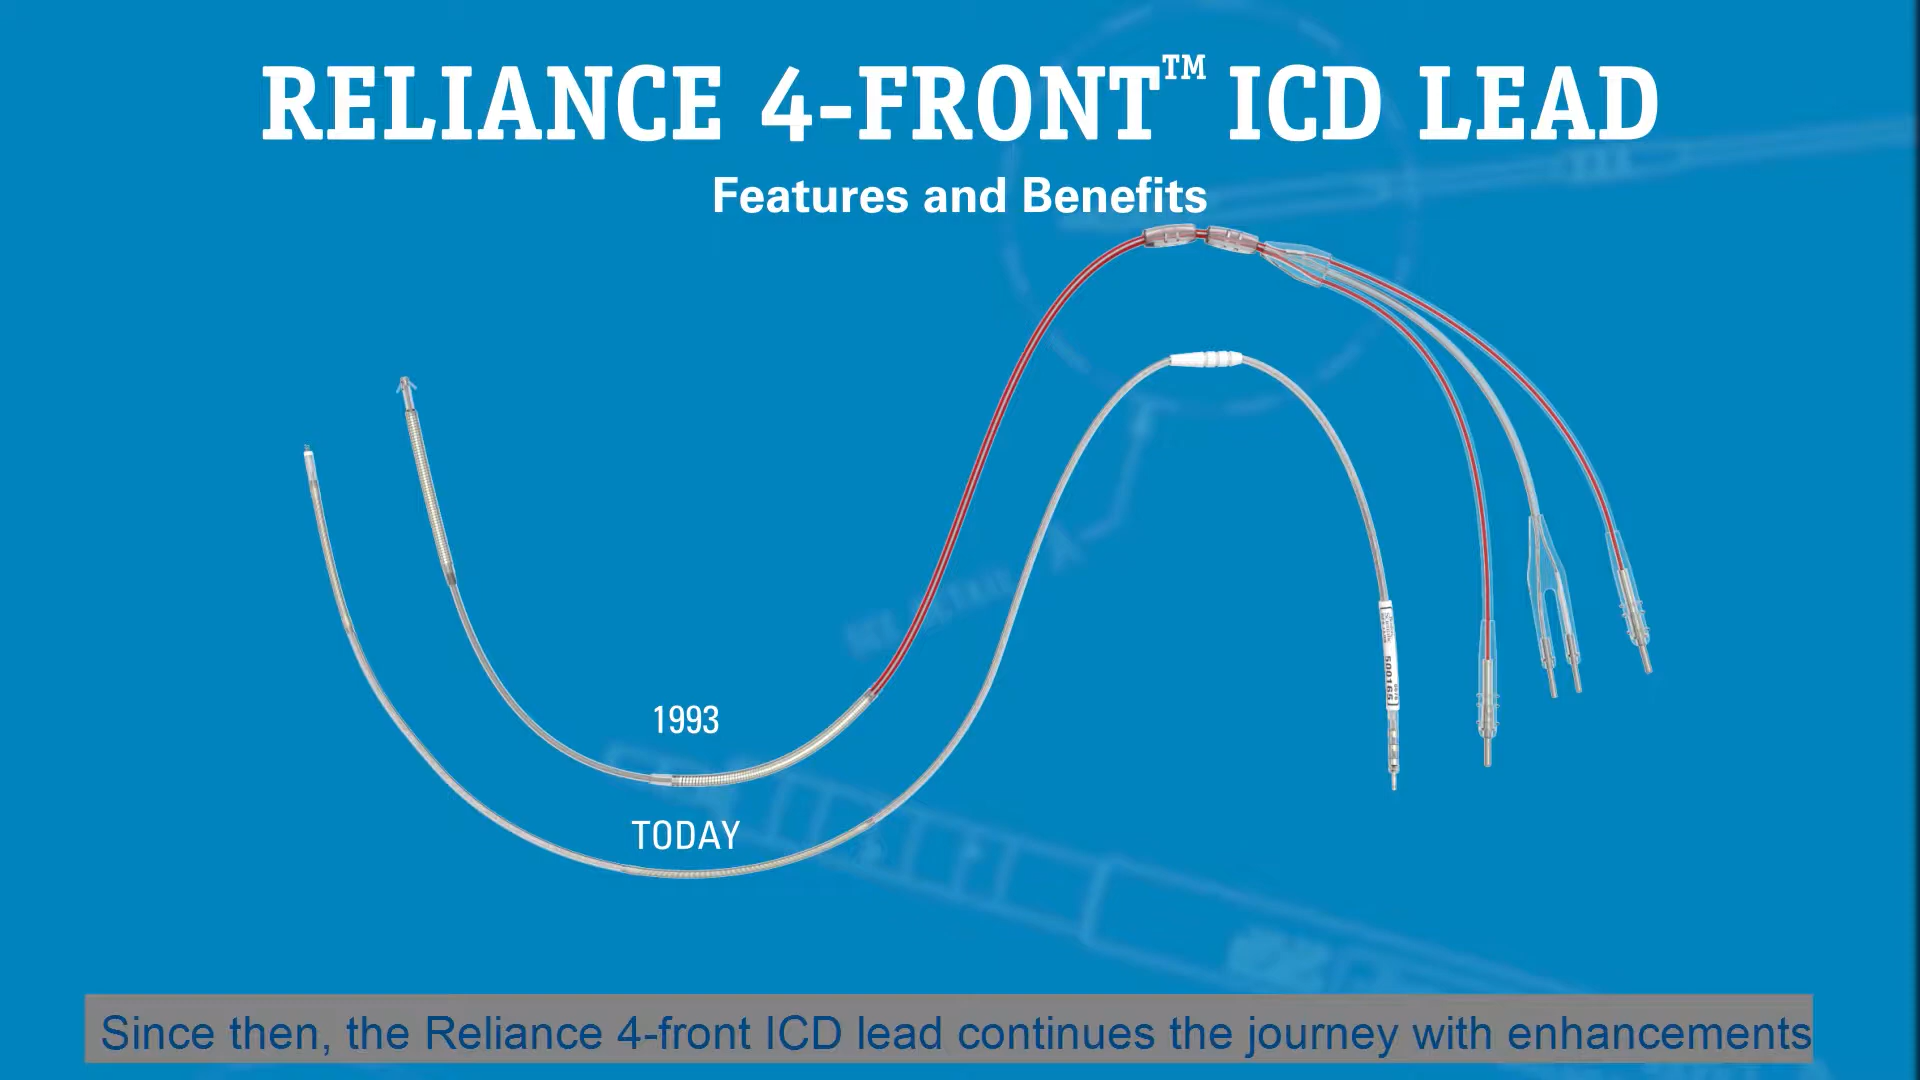 RELIANCE 4-FRONT™ ICD LEAD
Features and Benefits
1993
TODAY
500165
Since then, the Reliance 4-front ICD lead continues the journey with enhancements